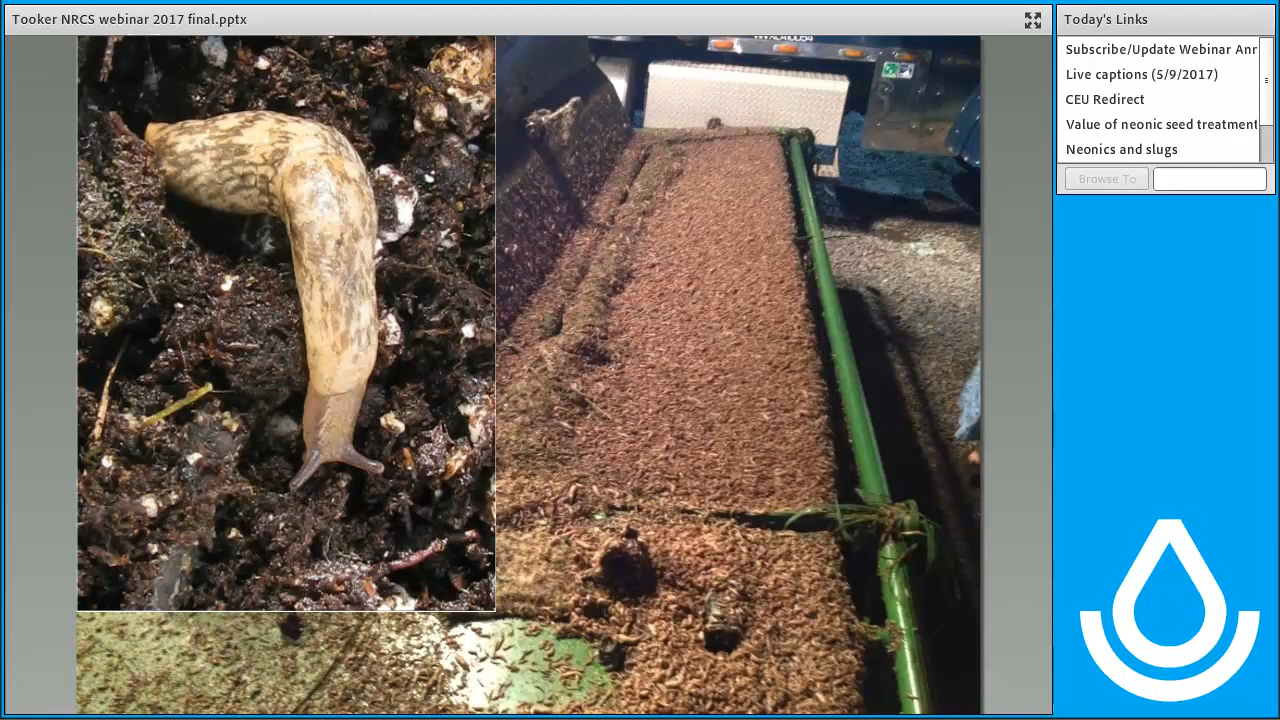 Tooker NRCS webinar 2017 final.pptx
Today's Links
Subscribe/Update Webinar Anr
Live captions (5/9/2017)
CEU Redirect
Value of neonic seed treatment
Neonics and slugs
Browse To